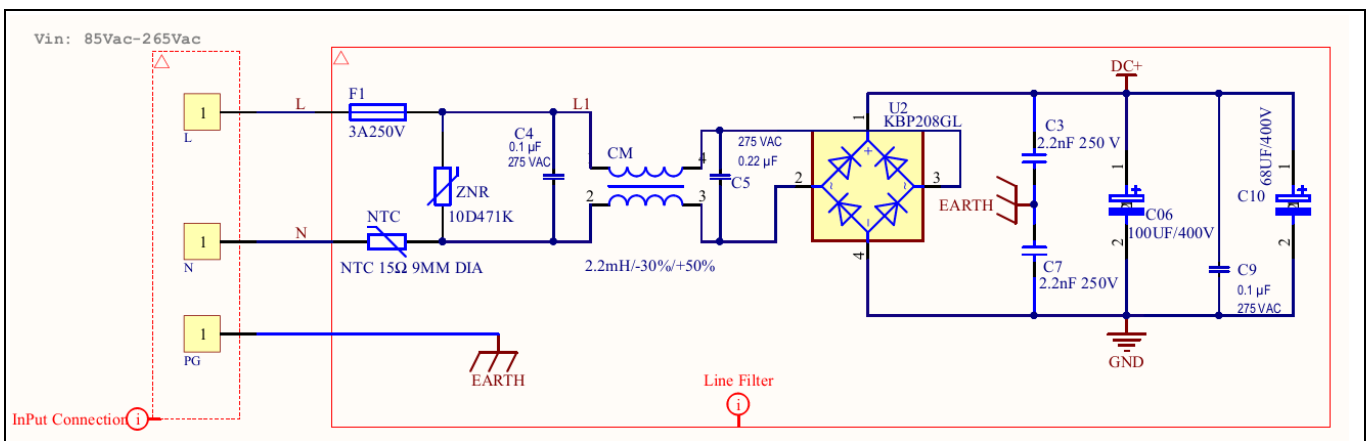 Vin: 85Vac-265Vac
1
L
L
F1
3A250V
L1
C4
0.1 µF
275 VAC
ZNR
10D471K
CM
4
2
3
2.2mH/-30%/+50%
275 VAC
0.22 µF
C5
U2
KBP208GL
1
2
3
4
+
~
~
-
DC+
C3
2.2nF 250 V
EARTH
C7
2.2nF 250V
1
2
C06
100UF/400V
C9
0.1 µF
275 VAC
C10
68UF/400V
1
2
GND
1
N
N
NTC
NTC 15Ω 9MM DIA
1
PG
EARTH
Line Filter
i
InPut Connection
i